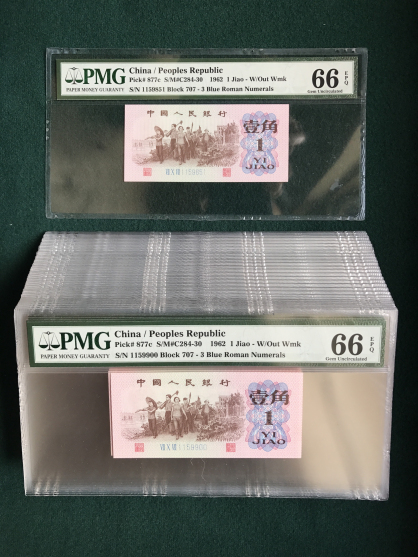 PMG
PAPER MONEY GUARANTY
China / Peoples Republic
Pick# 877c S/M#C284-30 1962 1 Jiao - W/Out Wmk
S/N 1159851 Block 707 - 3 Blue Roman Numerals
66 EPQ
Gem Uncirculated
中國人民銀行
壹角
1
YI
JIAO
PMG
PAPER MONEY GUARANTY
China / Peoples Republic
Pick# 877c S/M#C284-30 1962 1 Jiao - W/Out Wmk
S/N 1159900 Block 707 - 3 Blue Roman Numerals
66 EPQ
Gem Uncirculated
中國人民銀行
壹角
1
YI
JIAO